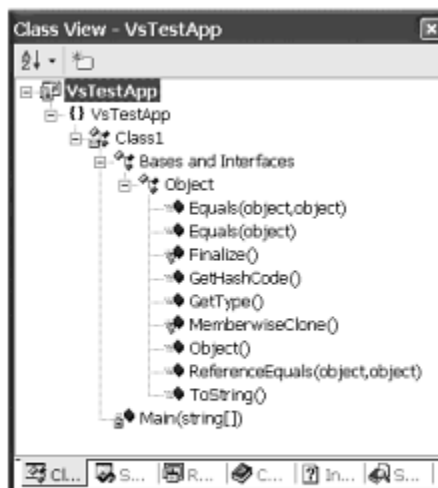 Class View - VsTestApp
VsTestApp
{} VsTestApp
Class1
Bases and Interfaces
Object
Equals(object,object)
Equals(object)
Finalize()
GetHashCode()
GetType()
MemberwiseClone()
Object()
ReferenceEquals(object,object)
ToString()
Main(string[])
Cl... S... R... C... In... S...